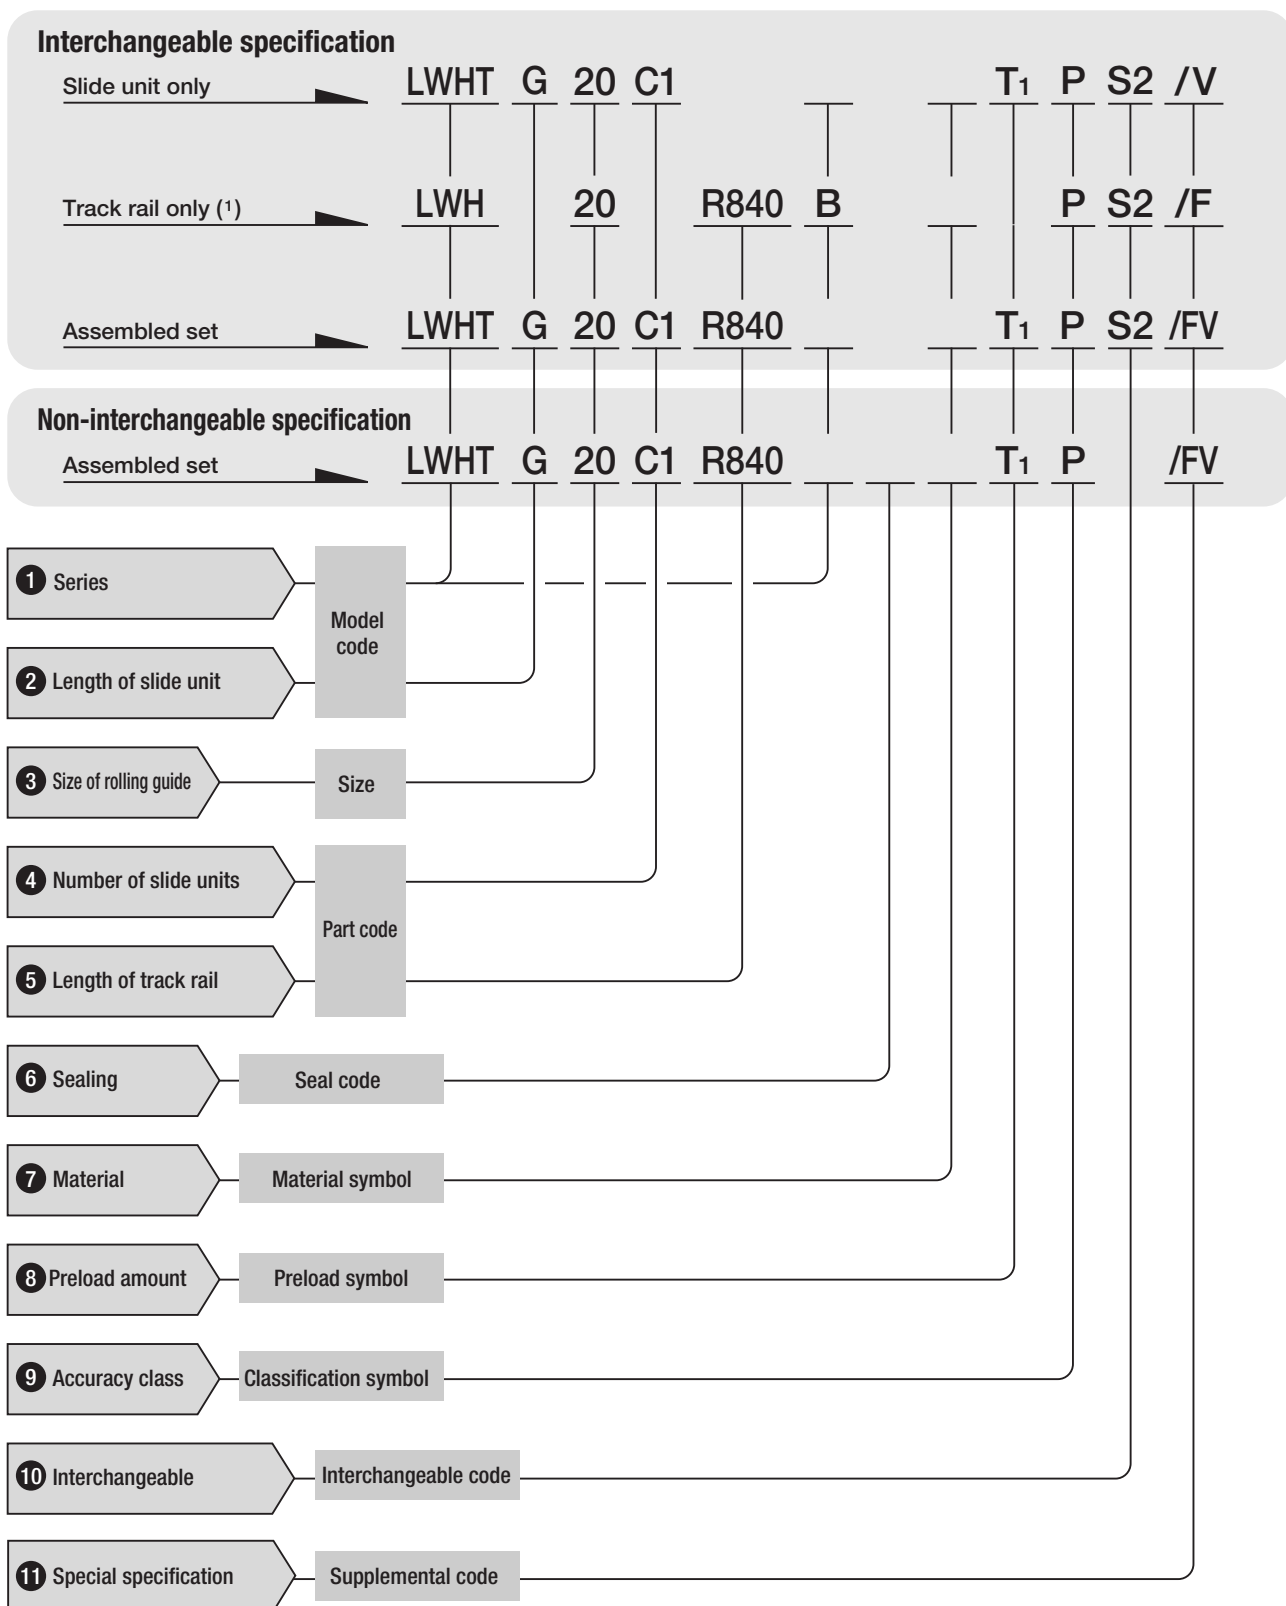 Interchangeable specification
Slide unit only LWHT G 20 C1 T1 P S2 /V
Track rail only (1) LWH 20 R840 B P S2 /F
Assembled set LWHT G 20 C1 R840 T1 P S2 /FV
Non-interchangeable specification
Assembled set LWHT G 20 C1 R840 T1 P /FV
1 Series
Model
code
2 Length of slide unit
3 Size of rolling guide Size
4 Number of slide units
Part code
5 Length of track rail
6 Sealing Seal code
7 Material Material symbol
8 Preload amount Preload symbol
9 Accuracy class Classification symbol
10 Interchangeable Interchangeable code
11 Special specification Supplemental code